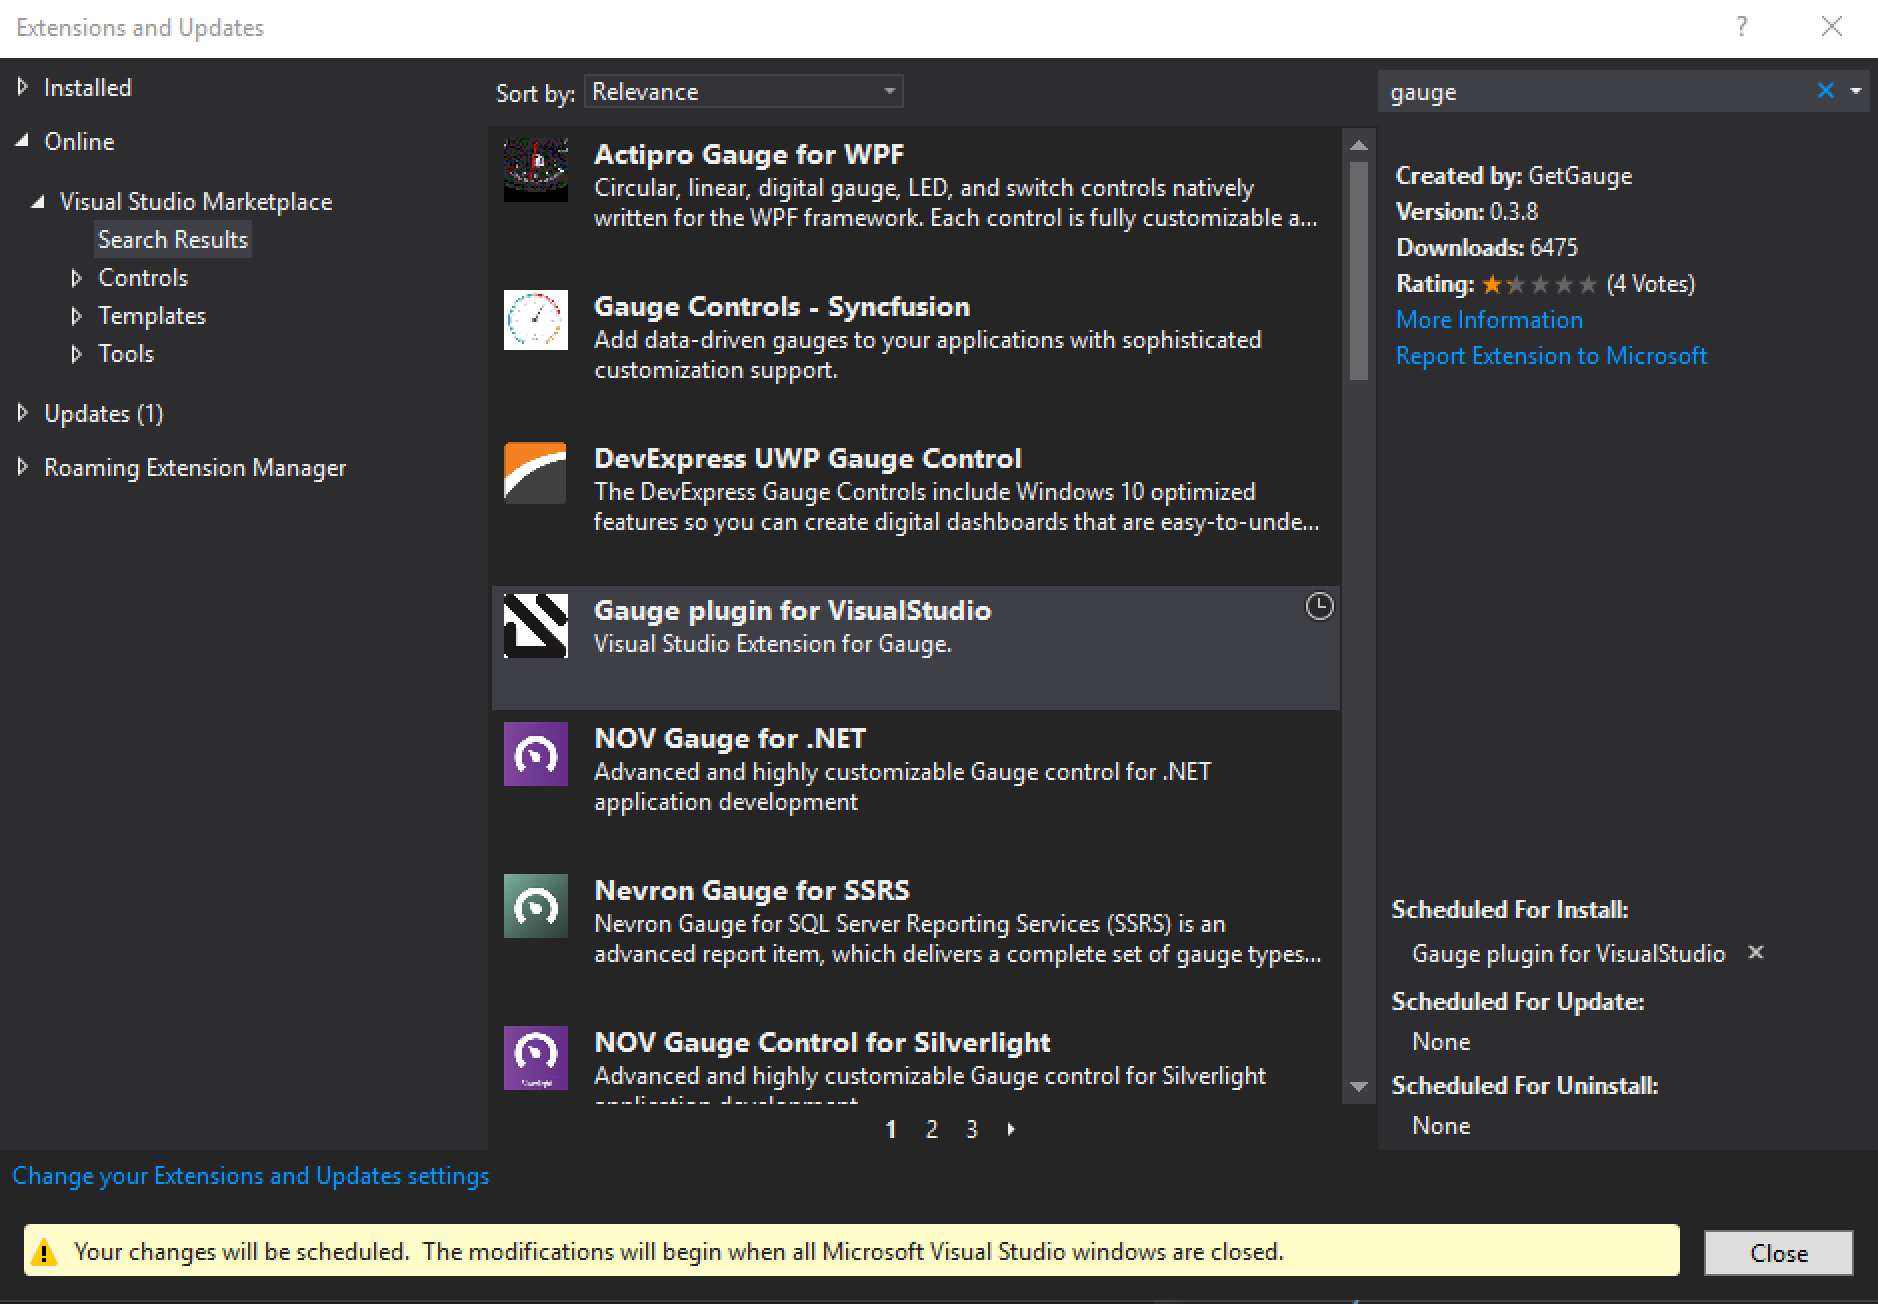 Extensions and Updates
?
Installed
Online
Visual Studio Marketplace
Search Results
Controls
Templates
Tools
Updates (1)
Roaming Extension Manager
Sort by: Relevance
Actipro Gauge for WPF
Circular, linear, digital gauge, LED, and switch controls natively
written for the WPF framework. Each control is fully customizable a...
Gauge Controls - Syncfusion
Add data-driven gauges to your applications with sophisticated
customization support.
DevExpress UWP Gauge Control
The DevExpress Gauge Controls include Windows 10 optimized
features so you can create digital dashboards that are easy-to-unde...
Gauge plugin for VisualStudio
Visual Studio Extension for Gauge.
NOV Gauge for .NET
Advanced and highly customizable Gauge control for .NET
application development
Nevron Gauge for SSRS
Nevron Gauge for SQL Server Reporting Services (SSRS) is an
advanced report item, which delivers a complete set of gauge types...
NOV Gauge Control for Silverlight
Advanced and highly customizable Gauge control for Silverlight
application development
1 2 3
gauge
Created by: GetGauge
Version: 0.3.8
Downloads: 6475
Rating: (4 Votes)
More Information
Report Extension to Microsoft
Scheduled For Install:
Gauge plugin for VisualStudio
Scheduled For Update:
None
Scheduled For Uninstall:
None
Change your Extensions and Updates settings
Your changes will be scheduled. The modifications will begin when all Microsoft Visual Studio windows are closed.
Close